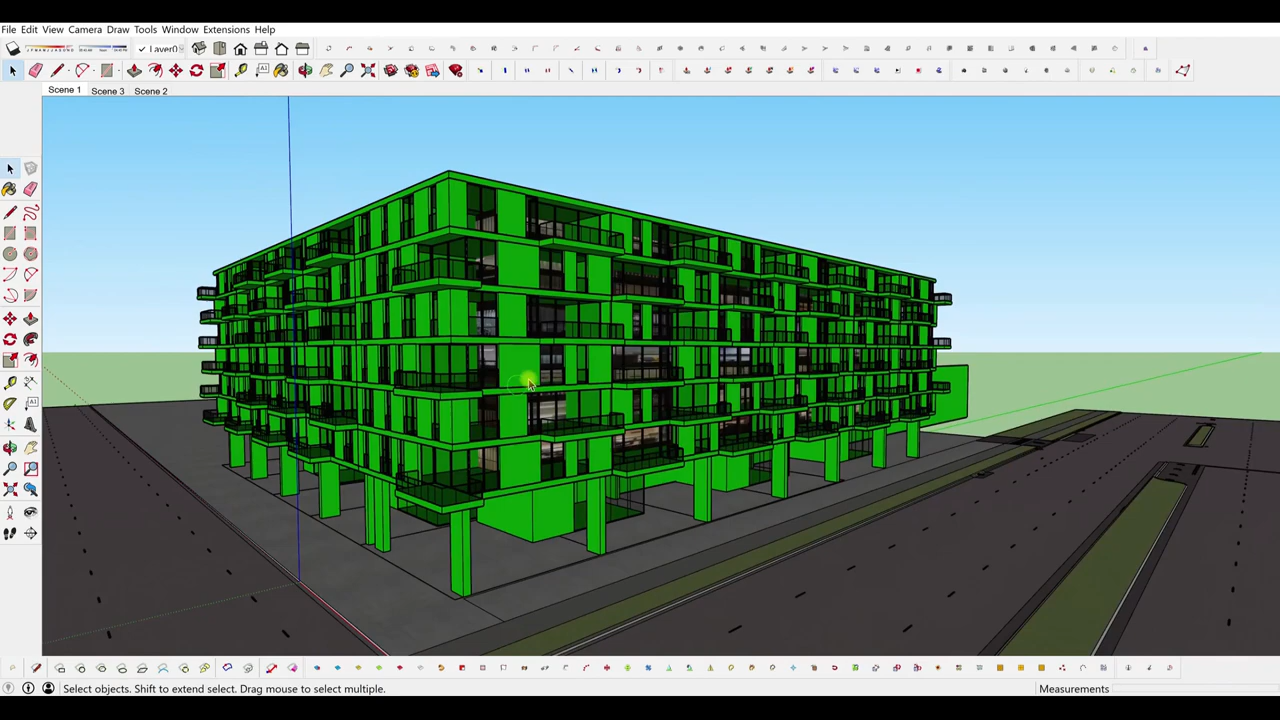 File Edit View Camera Draw Tools Window Extensions Help
Layer0
Scene 1 Scene 3 Scene 2
Select objects. Shift to extend select. Drag mouse to select multiple.
Measurements